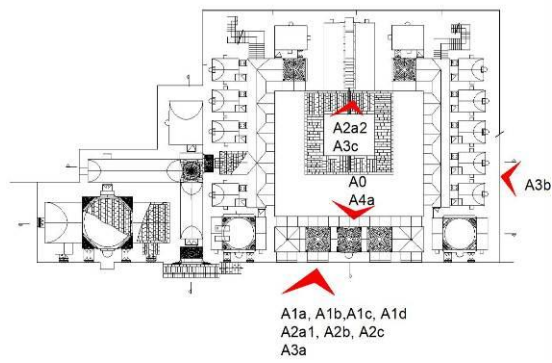 A2a2
A3c
A0
A4a
A3b
A1a, A1b,A1c, A1d
A2a1, A2b, A2c
A3a